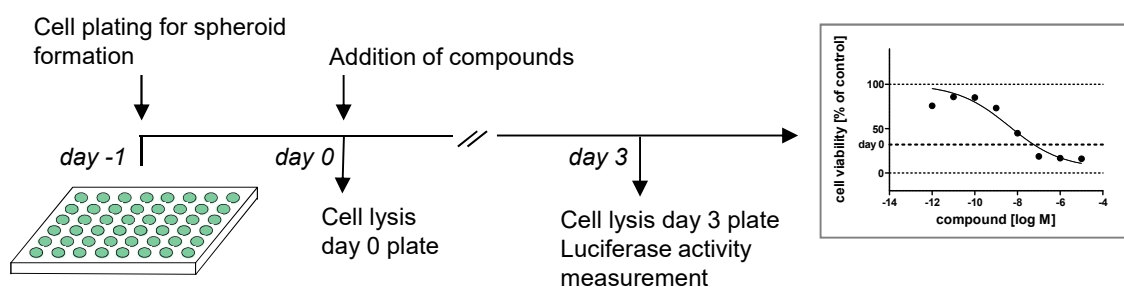 Cell plating for spheroid
formation
Addition of compounds
day -1
day 0
day 3
Cell lysis
day 0 plate
Cell lysis day 3 plate
Luciferase activity
measurement
cell viability [% of control]
100
50
day 0
0
-14
-12
-10
-8
-6
-4
compound [log M]